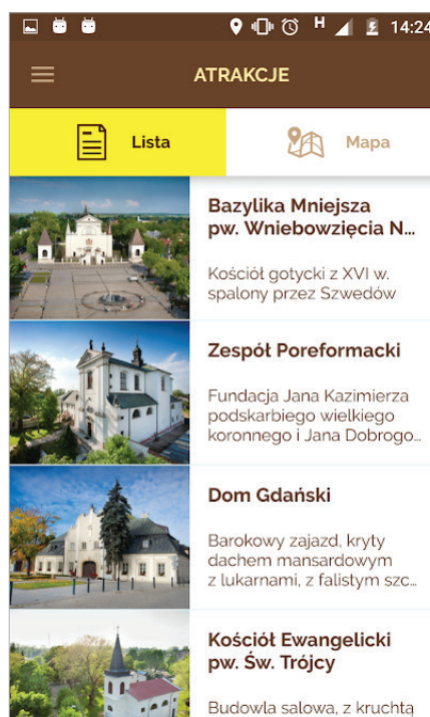 H 14:24
ATRAKCJE
Lista
Mapa
Bazylika Mniejsza
pw. Wniebowzięcia N...
Kościół gotycki z XVI w.
spalony przez Szwedów
Zespół Poreformacki
Fundacja Jana Kazimierza
podskarbiego wielkiego
koronnego i Jana Dobrogo...
Dom Gdański
Barokowy zajazd, kryty
dachem mansardowym
z lukarnami, z falistym szc...
Kościół Ewangelicki
pw. Św. Trójcy
Budowla salowa, z kruchtą